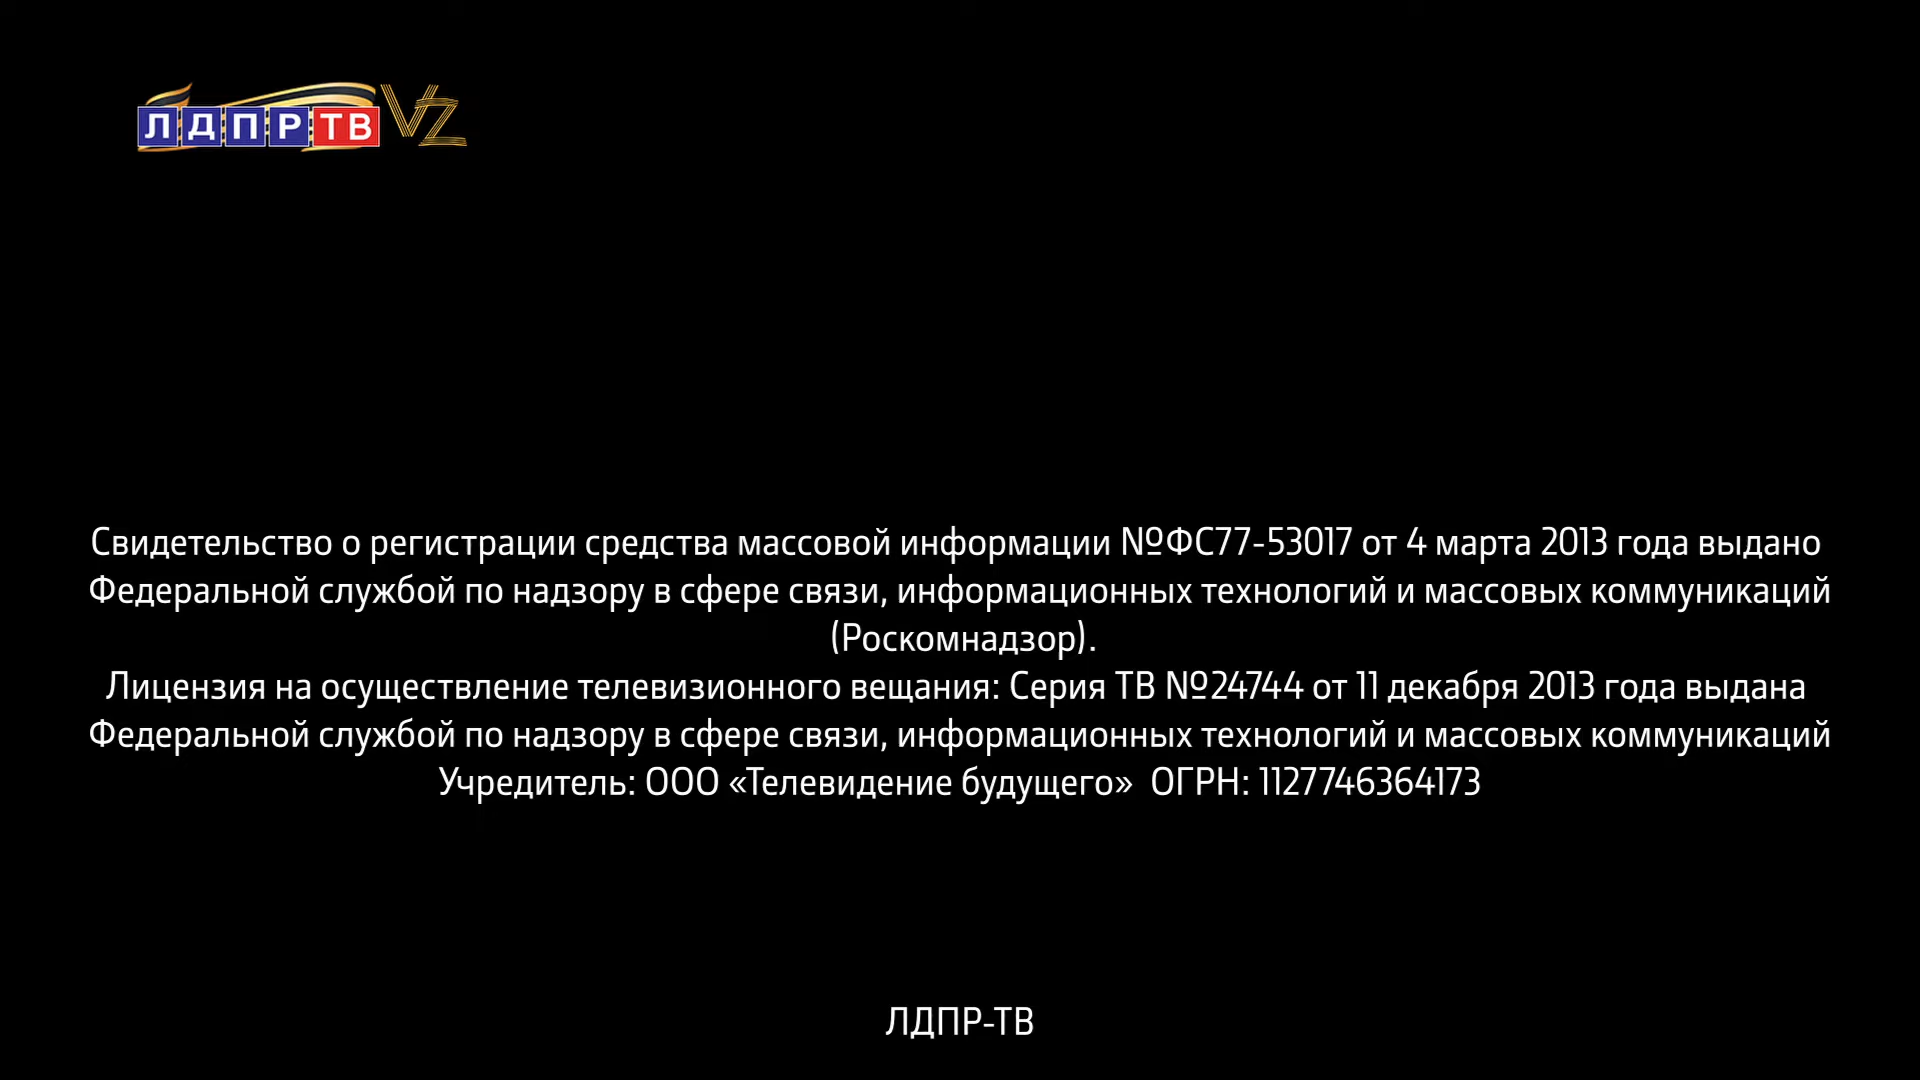 ЛДПРТВ VZ
Свидетельство о регистрации средства массовой информации №ФС77-53017 от 4 марта 2013 года выдано
Федеральной службой по надзору в сфере связи, информационных технологий и массовых коммуникаций
(Роскомнадзор).
Лицензия на осуществление телевизионного вещания: Серия ТВ №24744 от 11 декабря 2013 года выдана
Федеральной службой по надзору в сфере связи, информационных технологий и массовых коммуникаций
Учредитель: ООО «Телевидение будущего»  ОГРН: 1127746364173
ЛДПР-ТВ